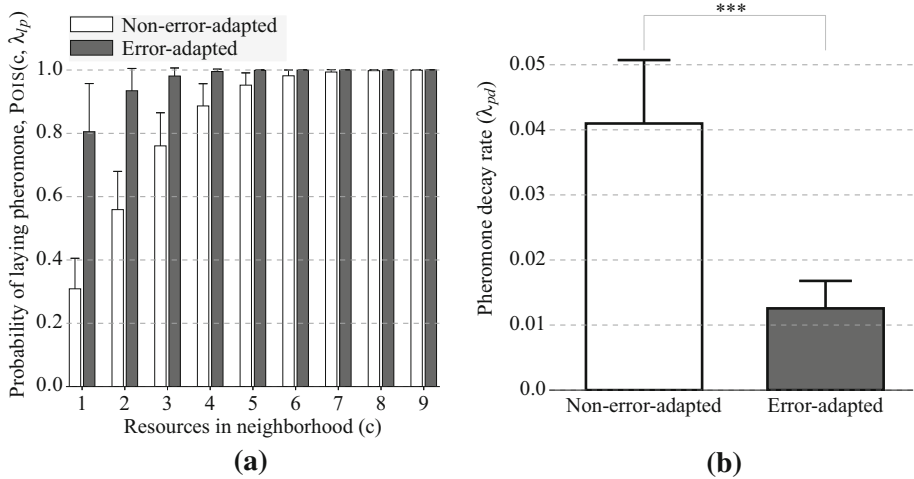 Non-error-adapted
Error-adapted
Probability of laying pheromone, POIS(c, λ_lp)
1.0
0.8
0.6
0.4
0.2
0.0
1 2 3 4 5 6 7 8 9
Resources in neighborhood (c)
(a)
***
Pheromone decay rate (λ_pd)
0.05
0.04
0.03
0.02
0.01
0.0
Non-error-adapted Error-adapted
(b)